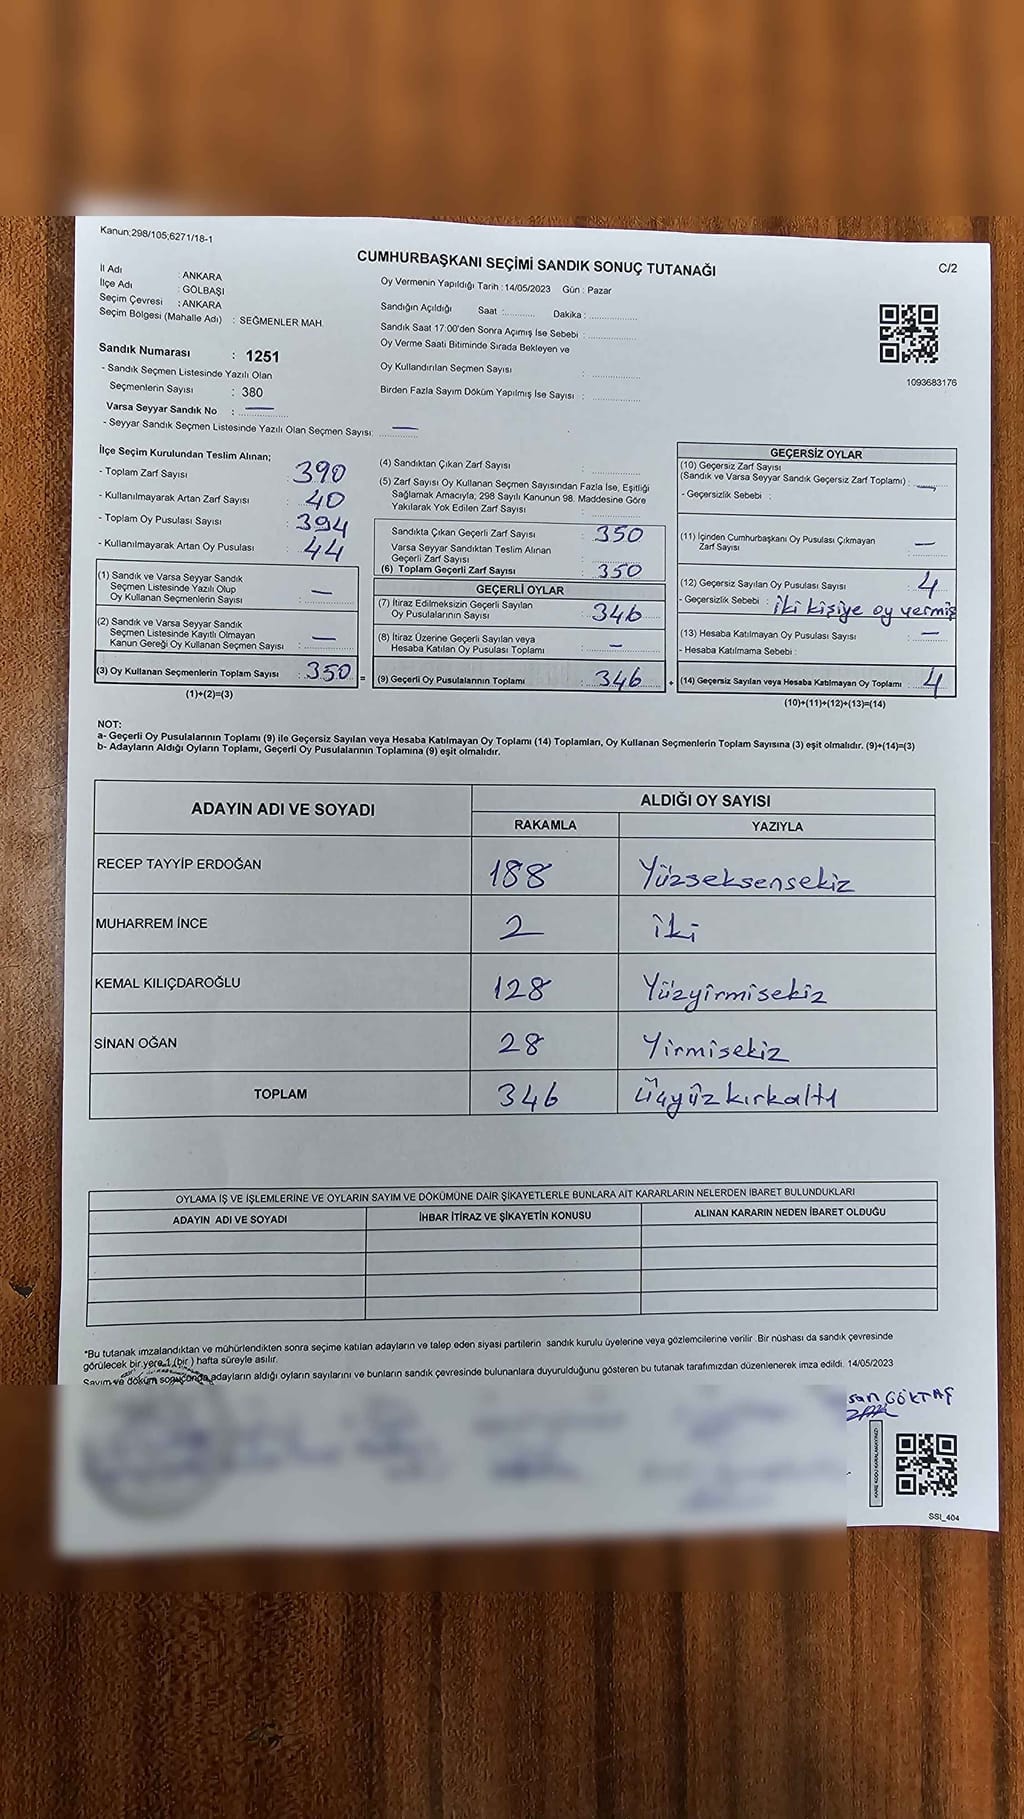 Kanun:298/105;6271/18-1
CUMHURBAŞKANI SEÇİMİ SANDIK SONUÇ TUTANAĞI
C/2
İl Adı : ANKARA
İlçe Adı : GÖLBAŞI
Seçim Çevresi : ANKARA
Seçim Bölgesi (Mahalle Adı) : SEĞMENLER MAH.
Oy Vermenin Yapıldığı Tarih :14/05/2023 Gün : Pazar
Sandığın Açıldığı Saat :........... Dakika :................
Sandık Saat 17:00'den Sonra Açımış İse Sebebi :................
Oy Verme Saati Bitiminde Sırada Bekleyen ve
Oy Kullandırılan Seçmen Sayısı :................
Birden Fazla Sayım Döküm Yapılmış İse Sayısı :................
1093683176
Sandık Numarası : 1251
- Sandık Seçmen Listesinde Yazılı Olan
Seçmenlerin Sayısı : 380
Varsa Seyyar Sandık No : —
- Seyyar Sandık Seçmen Listesinde Yazılı Olan Seçmen Sayısı: —
İlçe Seçim Kurulundan Teslim Alınan;
- Toplam Zarf Sayısı : 390
- Kullanılmayarak Artan Zarf Sayısı : 40
- Toplam Oy Pusulası Sayısı : 394
- Kullanılmayarak Artan Oy Pusulası : 44
(1) Sandık ve Varsa Seyyar Sandık
Seçmen Listesinde Yazılı Olup
Oy Kullanan Seçmenlerin Sayısı : —
(2) Sandık ve Varsa Seyyar Sandık
Seçmen Listesinde Kayıtlı Olmayan
Kanun Gereği Oy Kullanan Seçmen Sayısı : —
(3) Oy Kullanan Seçmenlerin Toplam Sayısı : 350 =
(1)+(2)=(3)
(4) Sandıktan Çıkan Zarf Sayısı :
(5) Zarf Sayısı Oy Kullanan Seçmen Sayısından Fazla İse, Eşitliği
Sağlamak Amacıyla; 298 Sayılı Kanunun 98. Maddesine Göre
Yakılarak Yok Edilen Zarf Sayısı :
Sandıkta Çıkan Geçerli Zarf Sayısı : 350
Varsa Seyyar Sandıktan Teslim Alınan
Geçerli Zarf Sayısı :
(6) Toplam Geçerli Zarf Sayısı : 350
GEÇERLİ OYLAR
(7) İtiraz Edilmeksizin Geçerli Sayılan
Oy Pusulalarının Sayısı : 346
(8) İtiraz Üzerine Geçerli Sayılan veya
Hesaba Katılan Oy Pusulası Toplamı : —
(9) Geçerli Oy Pusulalarının Toplamı : 346 +
GEÇERSİZ OYLAR
(10) Geçersiz Zarf Sayısı
(Sandık ve Varsa Seyyar Sandık Geçersiz Zarf Toplamı) : —
- Geçersizlik Sebebi :
(11) İçinden Cumhurbaşkanı Oy Pusulası Çıkmayan
Zarf Sayısı : —
(12) Geçersiz Sayılan Oy Pusulası Sayısı : 4
- Geçersizlik Sebebi : iki kişiye oy vermiş
(13) Hesaba Katılmayan Oy Pusulası Sayısı : —
- Hesaba Katılmama Sebebi :
(14) Geçersiz Sayılan veya Hesaba Katılmayan Oy Toplamı : 4
(10)+(11)+(12)+(13)=(14)
NOT:
a- Geçerli Oy Pusulalarının Toplamı (9) ile Geçersiz Sayılan veya Hesaba Katılmayan Oy Toplamı (14) Toplamları, Oy Kullanan Seçmenlerin Toplam Sayısına (3) eşit olmalıdır. (9)+(14)=(3)
b- Adayların Aldığı Oyların Toplamı, Geçerli Oy Pusulalarının Toplamına (9) eşit olmalıdır.
ADAYIN ADI VE SOYADI ALDIĞI OY SAYISI
RAKAMLA YAZIYLA
RECEP TAYYİP ERDOĞAN 188 Yüzseksensekiz
MUHARREM İNCE 2 iki
KEMAL KILIÇDAROĞLU 128 Yüzyirmisekiz
SİNAN OĞAN 28 Yirmisekiz
TOPLAM 346 Üçyüzkırkaltı
OYLAMA İŞ VE İŞLEMLERİNE VE OYLARIN SAYIM VE DÖKÜMÜNE DAİR ŞİKAYETLERLE BUNLARA AİT KARARLARIN NELERDEN İBARET BULUNDUKLARI
ADAYIN ADI VE SOYADI İHBAR İTİRAZ VE ŞİKAYETİN KONUSU ALINAN KARARIN NEDEN İBARET OLDUĞU
*Bu tutanak imzalandıktan ve mühürlendikten sonra seçime katılan adayların ve talep eden siyasi partilerin sandık kurulu üyelerine veya gözlemcilerine verilir .Bir nüshası da sandık çevresinde
görülecek bir yere 1 (bir ) hafta süreyle asılır.
Sayım ve döküm sonucunda adayların aldığı oyların sayılarını ve bunların sandık çevresinde bulunanlara duyurulduğunu gösteren bu tutanak tarafımızdan düzenlenerek imza edildi. 14/05/2023
GÖKTAŞ
KARE KODU KARALAMAYINIZ!
SSI_404